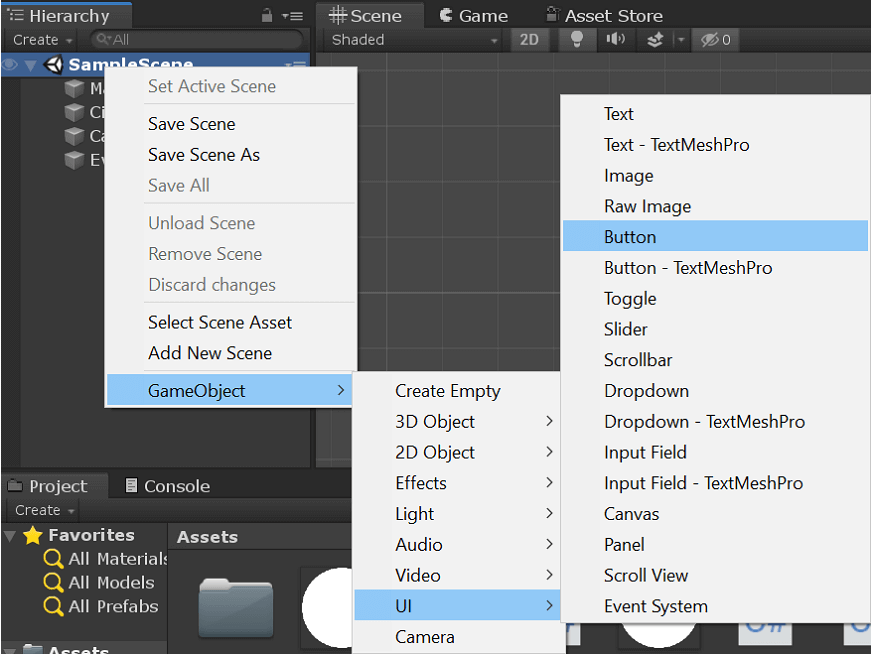 Hierarchy
Scene
Game
Asset Store
Create
All
Shaded
2D
0
SampleScene
Set Active Scene
Save Scene
Save Scene As
Save All
Unload Scene
Remove Scene
Discard changes
Select Scene Asset
Add New Scene
GameObject
Create Empty
3D Object
2D Object
Effects
Light
Audio
Video
UI
Camera
Text
Text - TextMeshPro
Image
Raw Image
Button
Button - TextMeshPro
Toggle
Slider
Scrollbar
Dropdown
Dropdown - TextMeshPro
Input Field
Input Field - TextMeshPro
Canvas
Panel
Scroll View
Event System
Project
Console
Create
Favorites
All Materials
All Models
All Prefabs
Assets
Assets